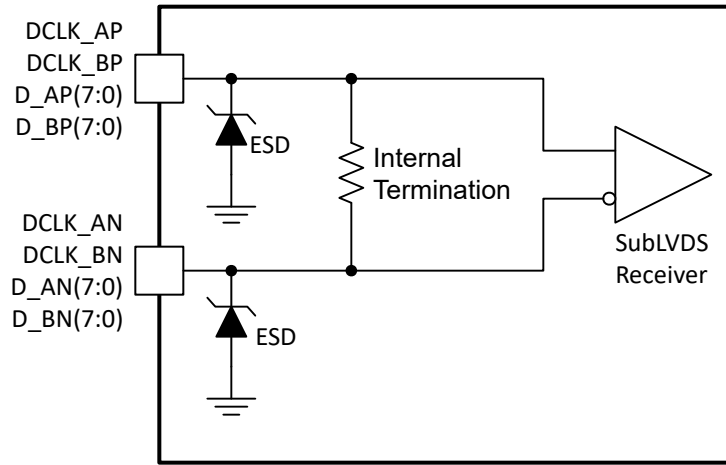 DCLK_AP
DCLK_BP
D_AP(7:0)
D_BP(7:0)
ESD
Internal
Termination
DCLK_AN
DCLK_BN
D_AN(7:0)
D_BN(7:0)
ESD
SubLVDS
Receiver